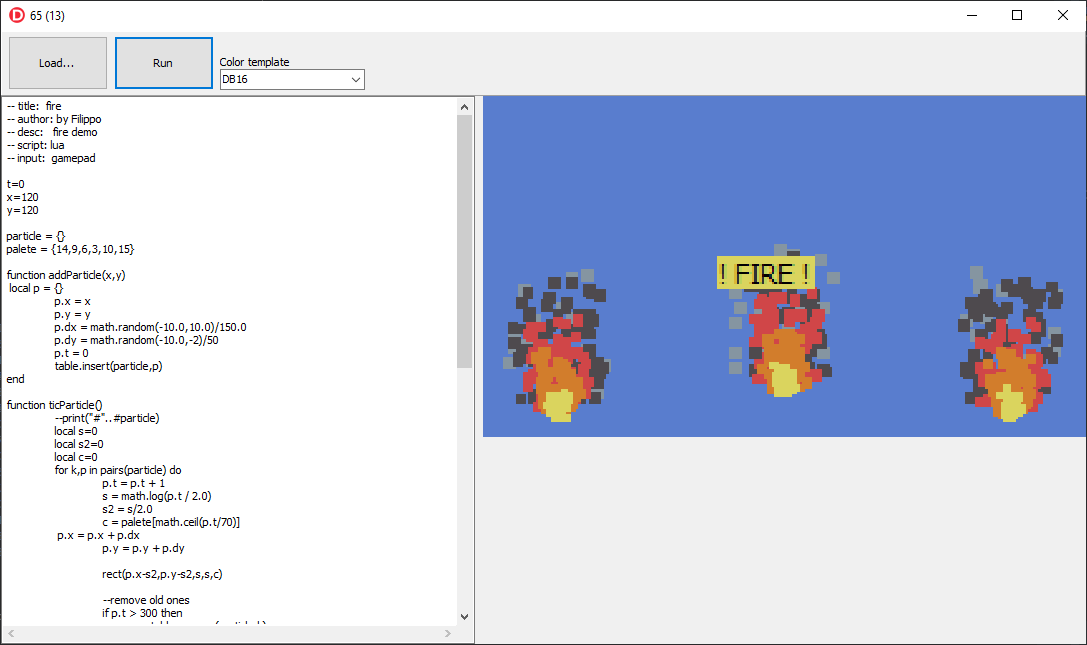 65 (13)
Load...
Run
Color template
DB16
-- title:  fire
-- author: by Filippo
-- desc:   fire demo
-- script: lua
-- input:  gamepad
t=0
x=120
y=120
particle = {}
palete = {14,9,6,3,10,15}
function addParticle(x,y)
local p = {}
p.x = x
p.y = y
p.dx = math.random(-10.0,10.0)/150.0
p.dy = math.random(-10.0,-2)/50
p.t = 0
table.insert(particle,p)
end
function ticParticle()
--print("#"..#particle)
local s=0
local s2=0
local c=0
for k,p in pairs(particle) do
p.t = p.t + 1
s = math.log(p.t / 2.0)
s2 = s/2.0
c = palete[math.ceil(p.t/70)]
p.x = p.x + p.dx
p.y = p.y + p.dy
rect(p.x-s2,p.y-s2,s,s,c)
--remove old ones
if p.t > 300 then
! FIRE !